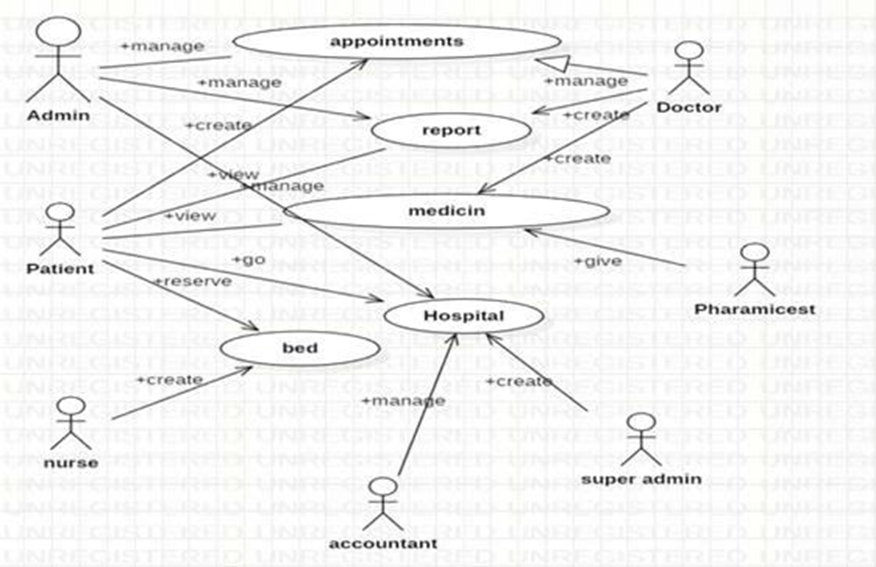 +manage
appointments
Admin
+manage
+manage
Doctor
+create
report
+create
+view
+manage
+create
+view
medicin
Patient
+go
+give
+reserve
Hospital
Pharamicest
bed
+create
+manage
+create
nurse
super admin
accountant
UNREGISTERED